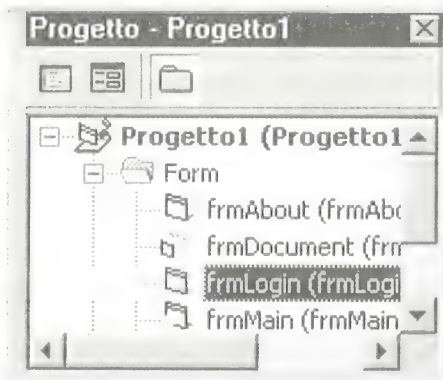 Progetto - Progetto1
Progetto1 (Progetto1
Form
frmAbout (frmAbo
frmDocument (frm
frmLogin (frmLogi
frmMain (frmMain